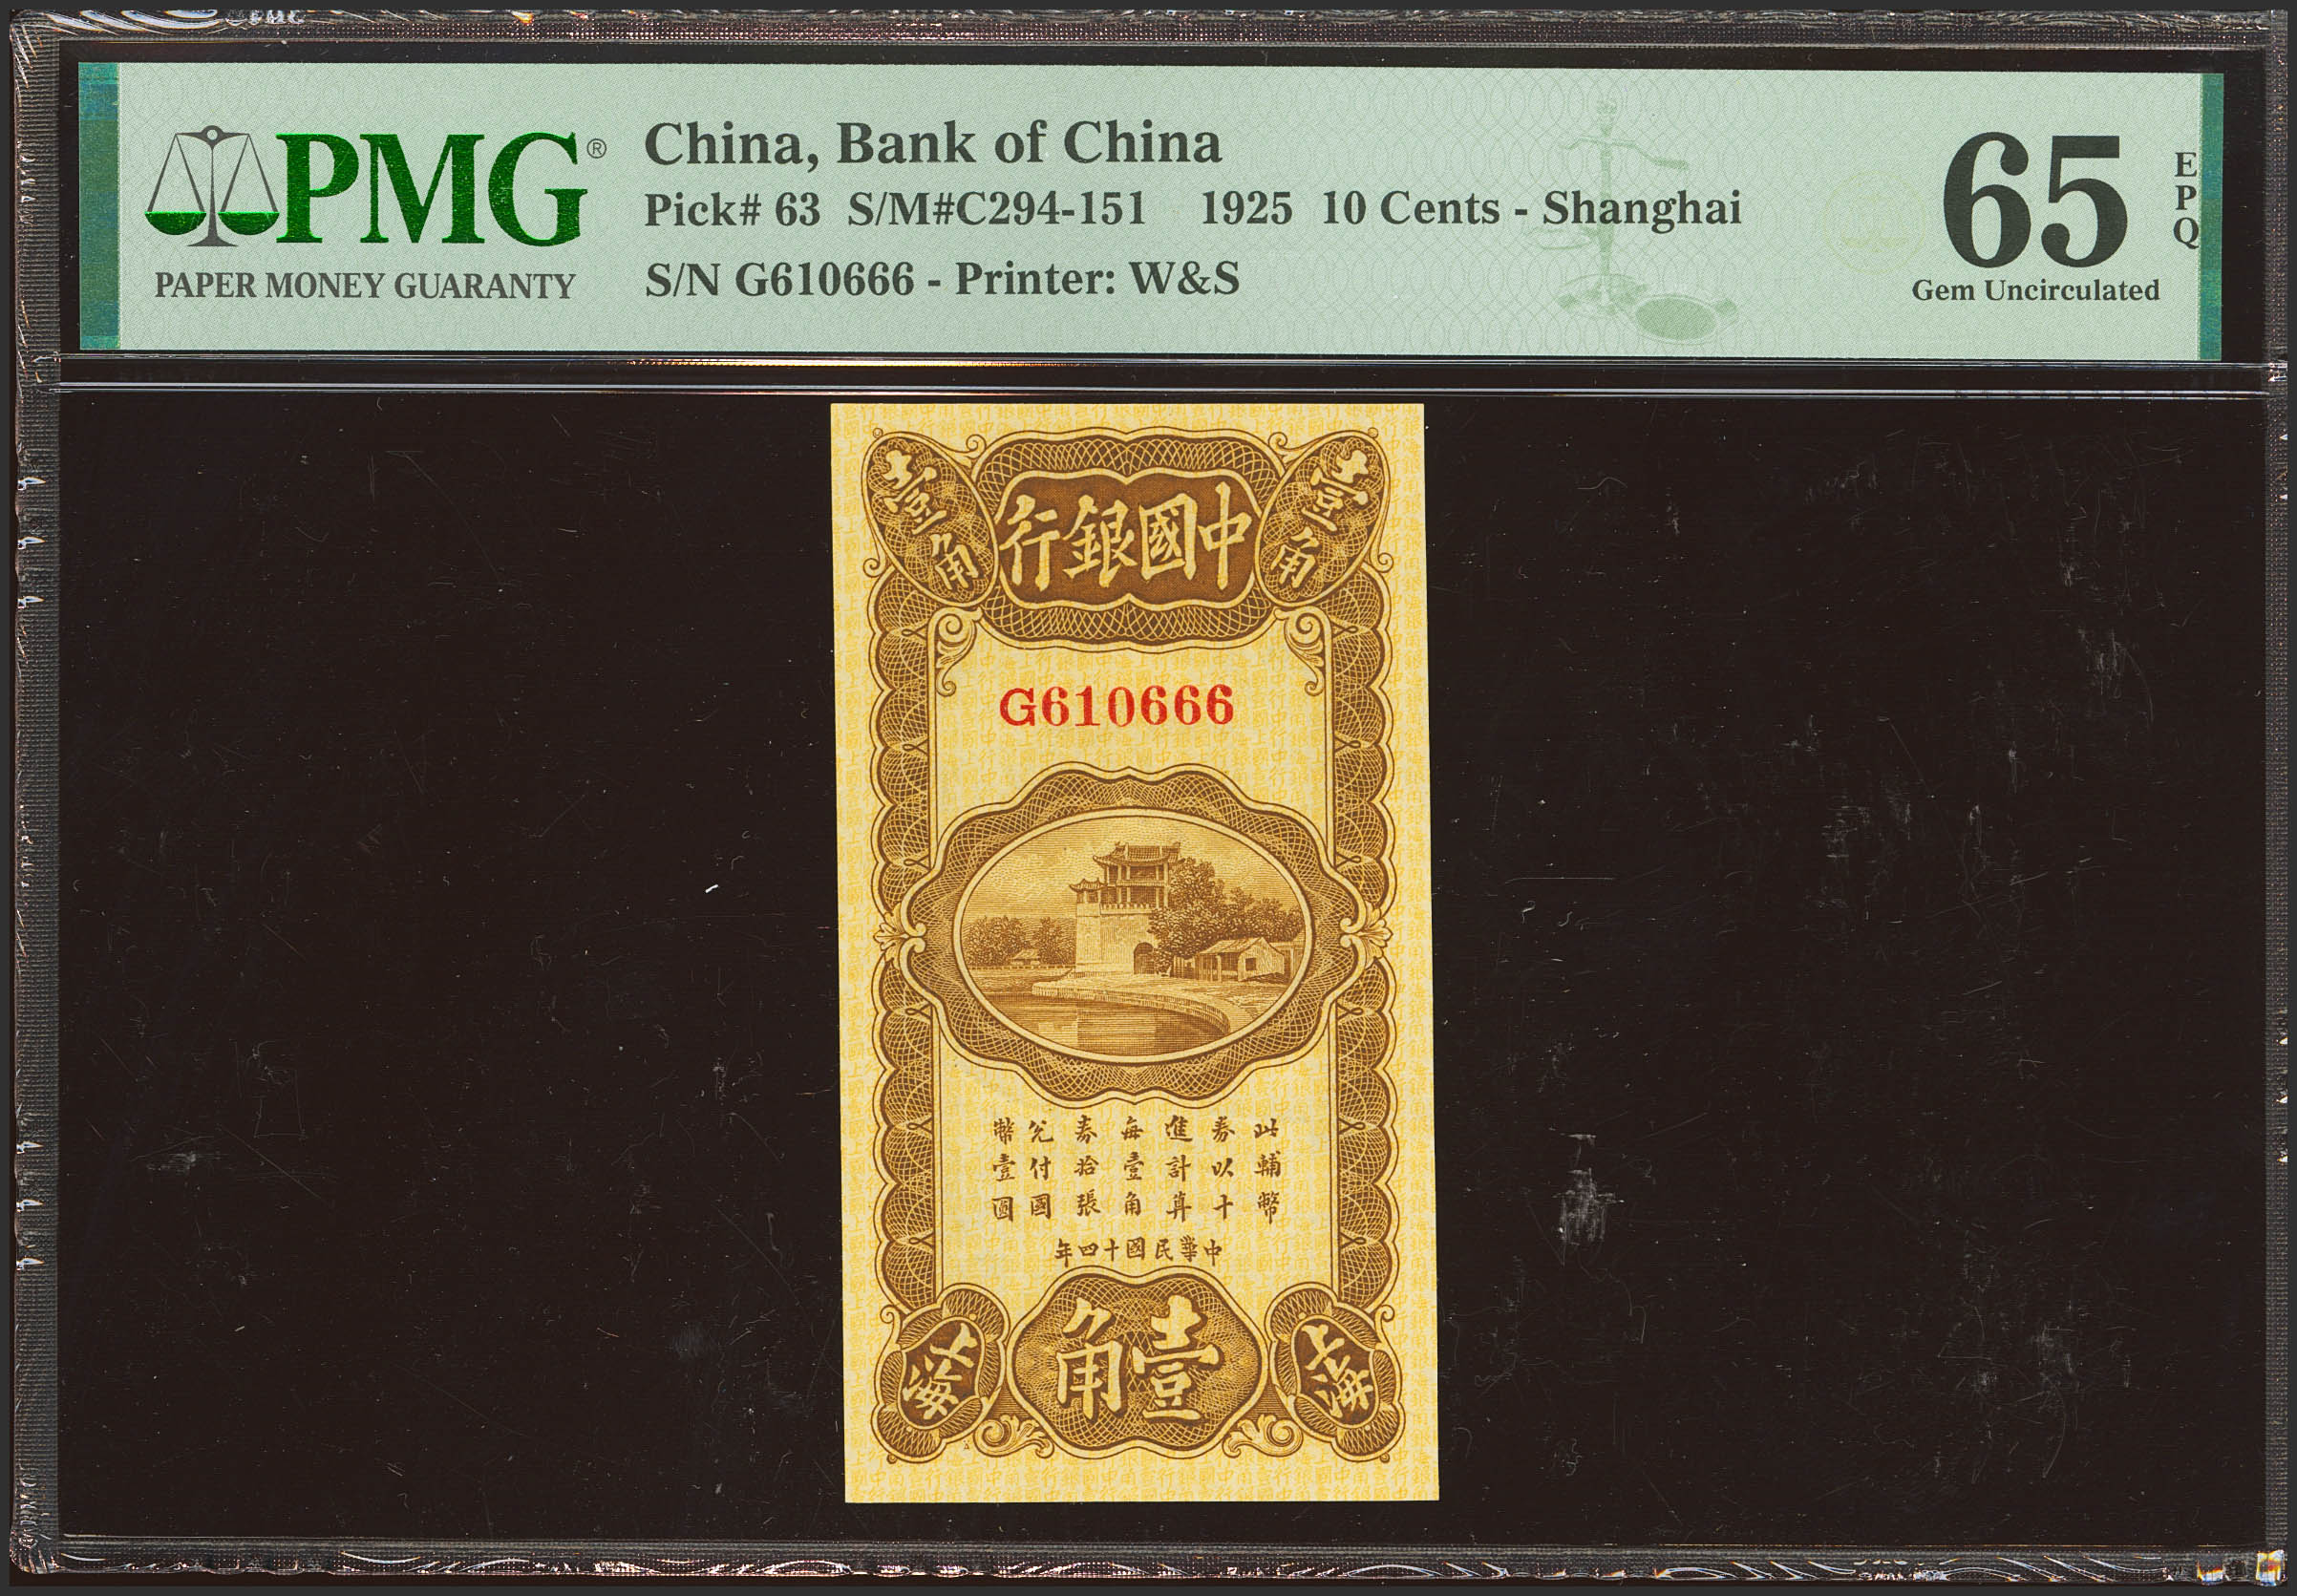 PMG®
PAPER MONEY GUARANTY
China, Bank of China
Pick# 63 S/M#C294-151 1925 10 Cents - Shanghai
S/N G610666 - Printer: W&S
65
EPQ
Gem Uncirculated
壹角
中國銀行
壹角
G610666
此輔幣
券以十
進計算
每壹角
券拾張
兌付國
幣壹圓
中華民國十四年
上海
壹角
上海